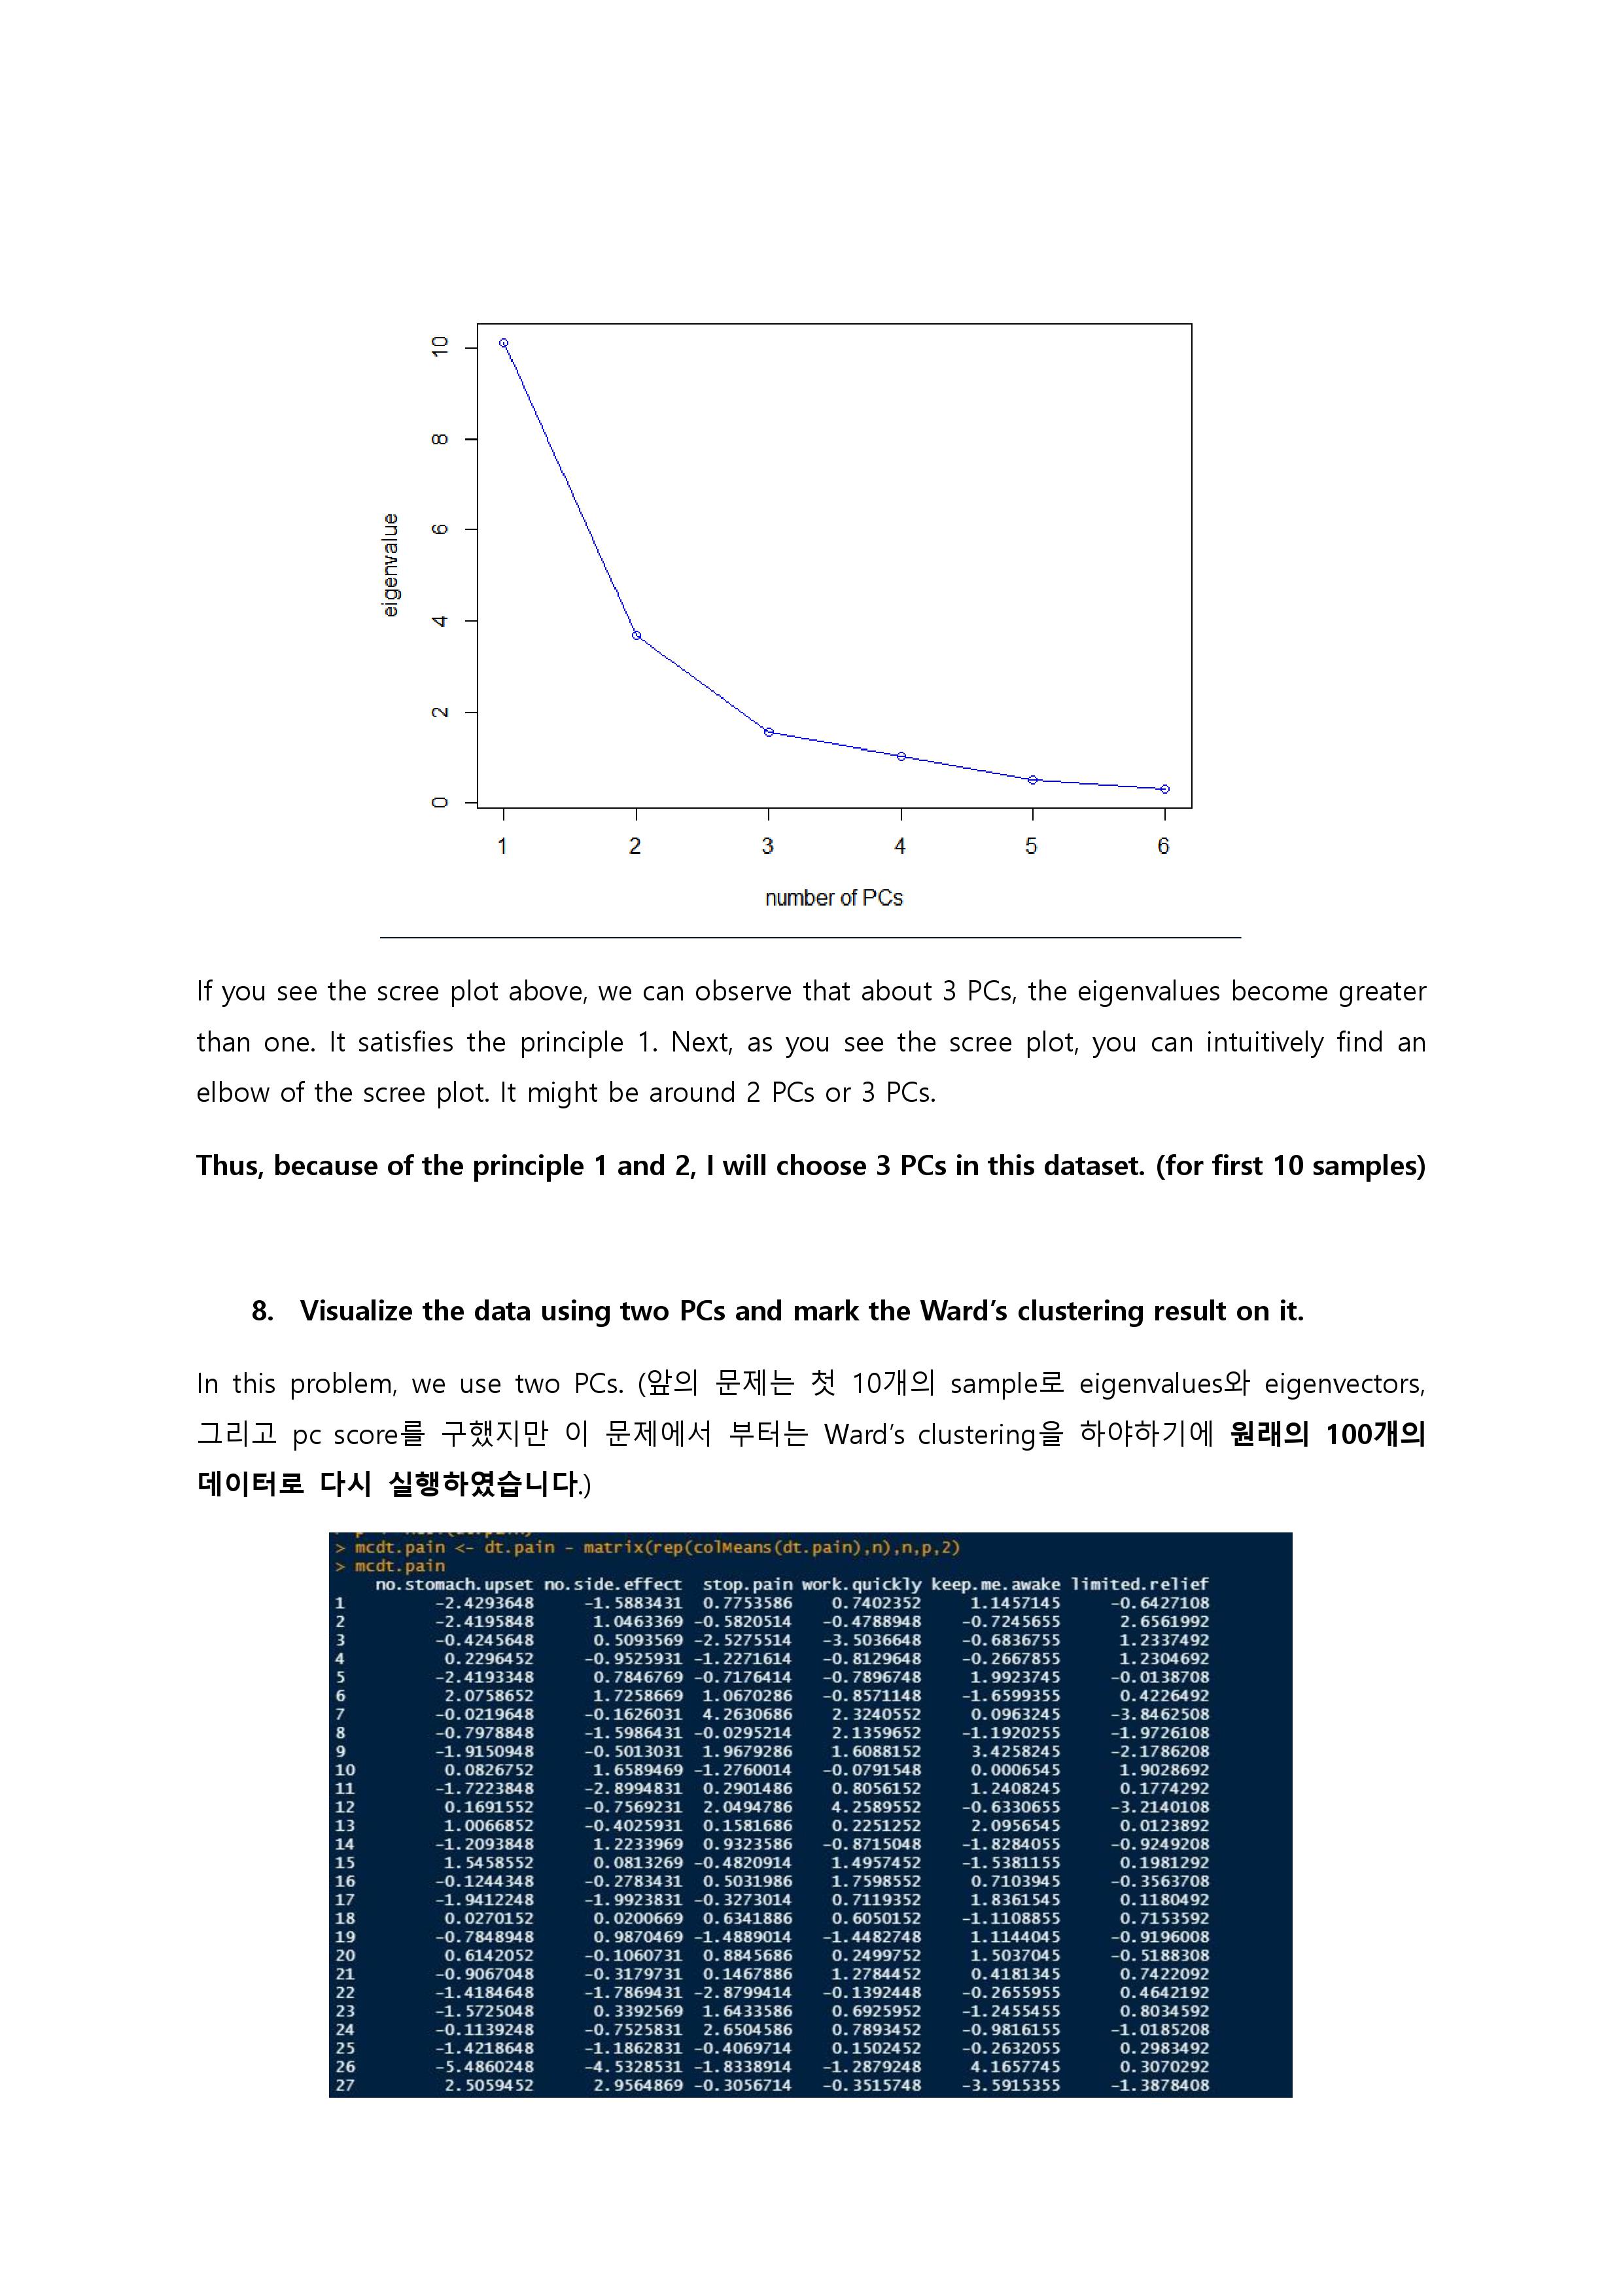 10
8
6
4
2
0
eigenvalue
1 2 3 4 5 6
number of PCs
If you see the scree plot above, we can observe that about 3 PCs, the eigenvalues become greater
than one. It satisfies the principle 1. Next, as you see the scree plot, you can intuitively find an
elbow of the scree plot. It might be around 2 PCs or 3 PCs.
Thus, because of the principle 1 and 2, I will choose 3 PCs in this dataset. (for first 10 samples)
8. Visualize the data using two PCs and mark the Ward’s clustering result on it.
In this problem, we use two PCs. (앞의 문제는 첫 10개의 sample로 eigenvalues와 eigenvectors,
그리고 pc score를 구했지만 이 문제에서 부터는 Ward’s clustering을 하야하기에 원래의 100개의
데이터로 다시 실행하였습니다.)
> mcdt.pain <- dt.pain - matrix(rep(colMeans(dt.pain),n),n,p,2)
> mcdt.pain
no.stomach.upset no.side.effect stop.pain work.quickly keep.me.awake limited.relief
1 -2.4293648 -1.5883431 0.7753586 0.7402352 1.1457145 -0.6427108
2 -2.4195848 1.0463369 -0.5820514 -0.4788948 -0.7245655 2.6561992
3 -0.4245648 0.5093569 -2.5275514 -3.5036648 -0.6836755 1.2337492
4 0.2296452 -0.9525931 -1.2271614 -0.8129648 -0.2667855 1.2304692
5 -2.4193348 0.7846769 -0.7176414 -0.7896748 1.9923745 -0.0138708
6 2.0758652 1.7258669 1.0670286 -0.8571148 -1.6599355 0.4226492
7 -0.0219648 -0.1626031 4.2630686 2.3240552 0.0963245 -3.8462508
8 -0.7978848 -1.5986431 -0.0295214 2.1359652 -1.1920255 -1.9726108
9 -1.9150948 -0.5013031 1.9679286 1.6088152 3.4258245 -2.1786208
10 0.0826752 1.6589469 -1.2760014 -0.0791548 0.0006545 1.9028692
11 -1.7223848 -2.8994831 0.2901486 0.8056152 1.2408245 0.1774292
12 0.1691552 -0.7569231 2.0494786 4.2589552 -0.6330655 -3.2140108
13 1.0066852 -0.4025931 0.1581686 0.2251252 2.0956545 0.0123892
14 -1.2093848 1.2233969 0.9323586 -0.8715048 -1.8284055 -0.9249208
15 1.5458552 0.0813269 -0.4820914 1.4957452 -1.5381155 0.1981292
16 -0.1244348 -0.2783431 0.5031986 1.7598552 0.7103945 -0.3563708
17 -1.9412248 -1.9923831 -0.3273014 0.7119352 1.8361545 0.1180492
18 0.0270152 0.0200669 0.6341886 0.6050152 -1.1108855 0.7153592
19 -0.7848948 0.9870469 -1.4889014 -1.4482748 1.1144045 -0.9196008
20 0.6142052 -0.1060731 0.8845686 0.2499752 1.5037045 -0.5188308
21 -0.9067048 -0.3179731 0.1467886 1.2784452 0.4181345 0.7422092
22 -1.4184648 -1.7869431 -2.8799414 -0.1392448 -0.2655955 0.4642192
23 -1.5725048 0.3392569 1.6433586 0.6925952 -1.2455455 0.8034592
24 -0.1139248 -0.7525831 2.6504586 0.7893452 -0.9816155 -1.0185208
25 -1.4218648 -1.1862831 -0.4069714 0.1502452 -0.2632055 0.2983492
26 -5.4860248 -4.5328531 -1.8338914 -1.2879248 4.1657745 0.3070292
27 2.5059452 2.9564869 -0.3056714 -0.3515748 -3.5915355 -1.3878408